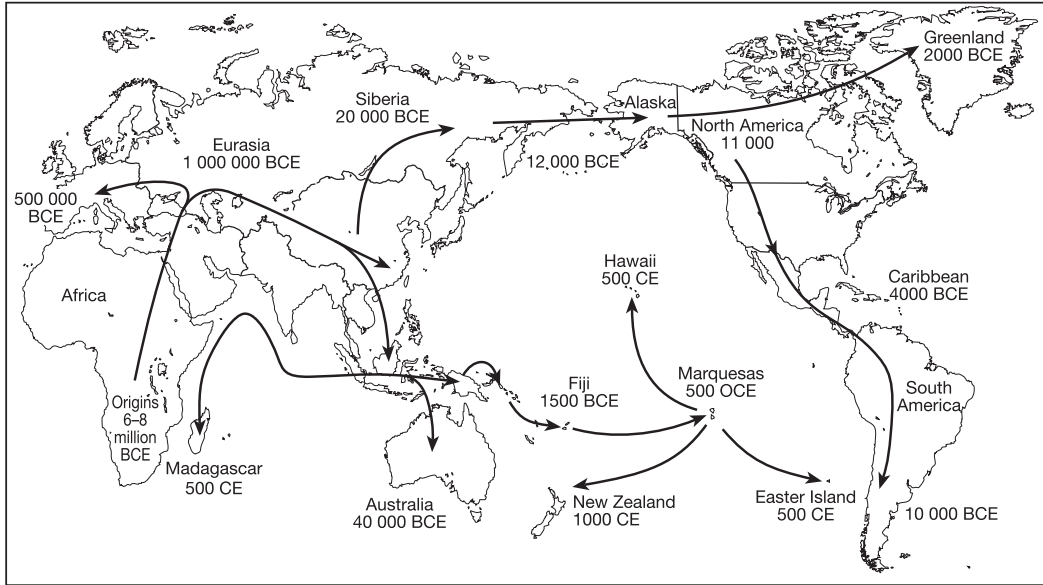 Greenland
2000 BCE
Siberia
20 000 BCE
Alaska
North America
11 000
Eurasia
1 000 000 BCE
12,000 BCE
500 000
BCE
Africa
Hawaii
500 CE
Caribbean
4000 BCE
Origins
6–8
million
BCE
Fiji
1500 BCE
Marquesas
500 OCE
South
America
Madagascar
500 CE
Australia
40 000 BCE
New Zealand
1000 CE
Easter Island
500 CE
10 000 BCE